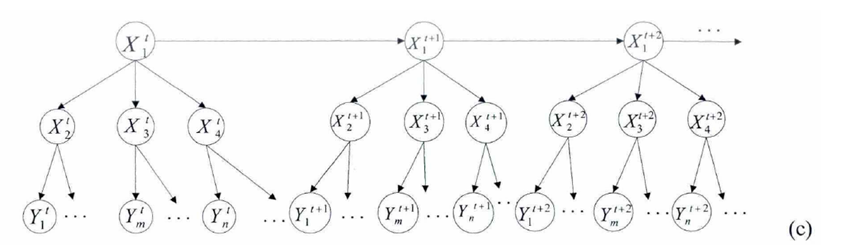 X_1^t X_1^{t+1} X_1^{t+2} ...
X_2^t X_3^t X_4^t X_2^{t+1} X_3^{t+1} X_4^{t+1} X_2^{t+2} X_3^{t+2} X_4^{t+2}
Y_1^t ... Y_m^t ... Y_n^t ... Y_1^{t+1} ... Y_m^{t+1} ... Y_n^{t+1} ... Y_1^{t+2} ... Y_m^{t+2} ... Y_n^{t+2} ...
(c)